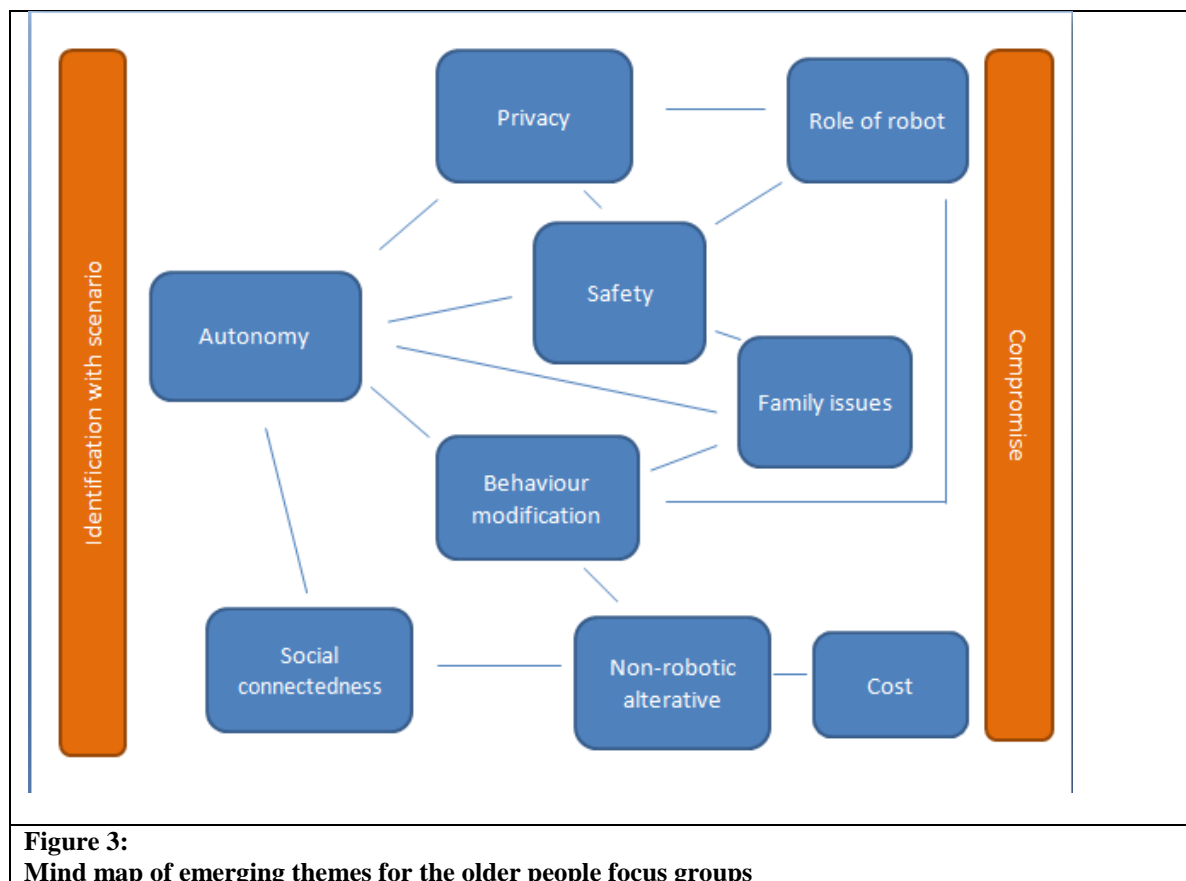 Identification with scenario
Privacy
Role of robot
Safety
Autonomy
Family issues
Behaviour
modification
Social
connectedness
Non-robotic
alterative
Cost
Compromise
Figure 3:
Mind map of emerging themes for the older people focus groups